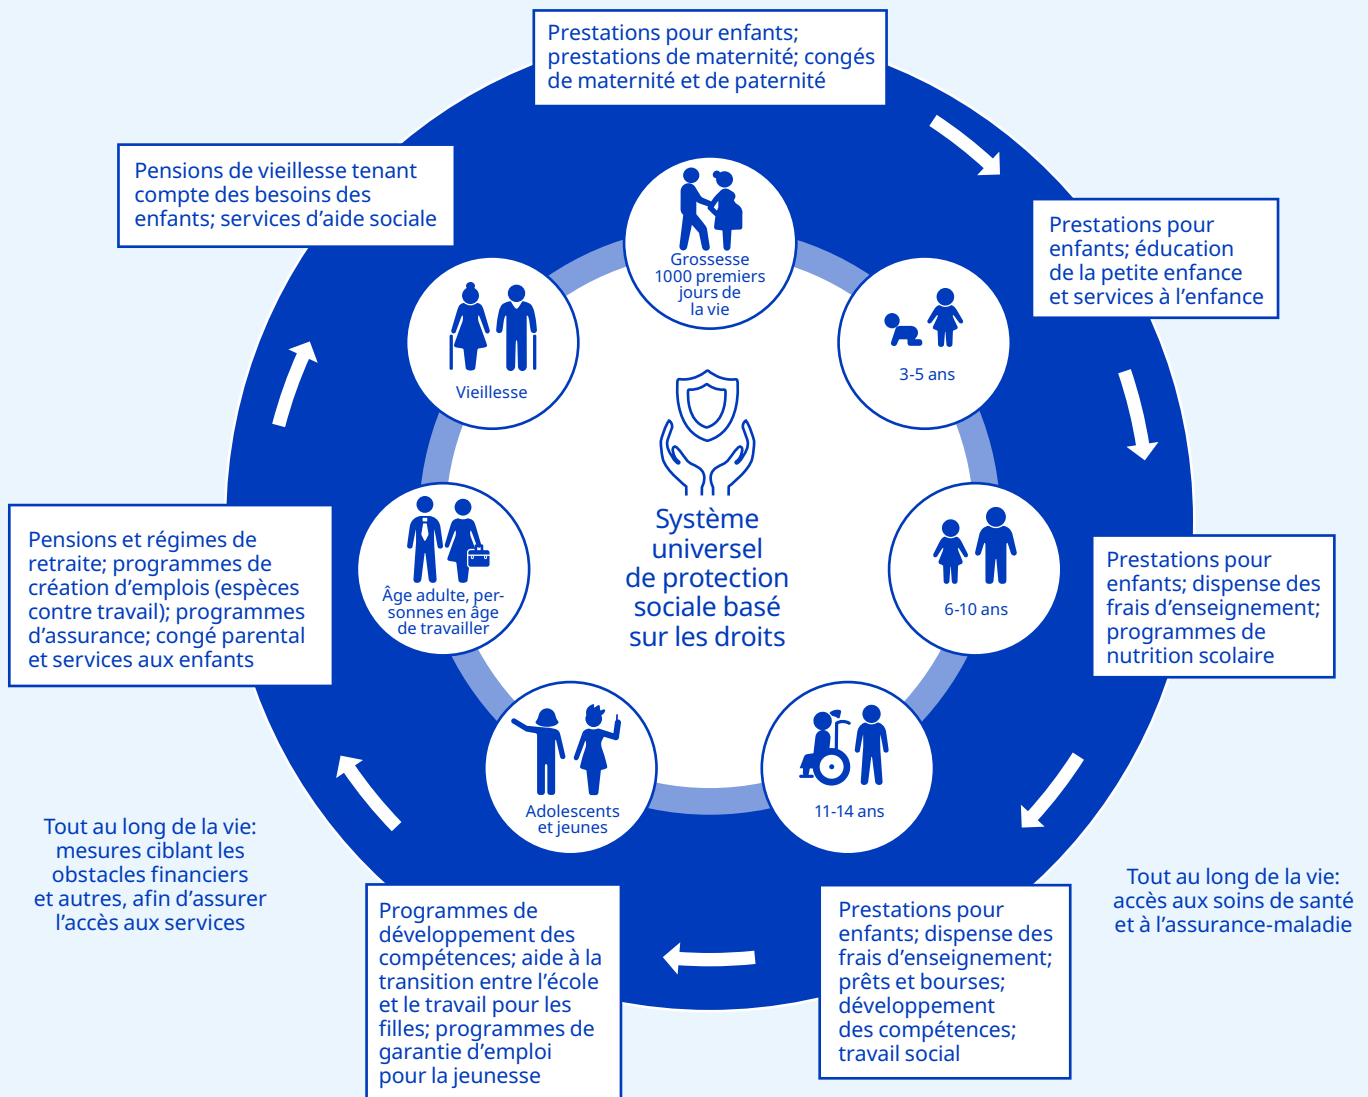 Prestations pour enfants;
prestations de maternité; congés
de maternité et de paternité
Pensions de vieillesse tenant
compte des besoins des
enfants; services d'aide sociale
Prestations pour
enfants; éducation
de la petite enfance
et services à l'enfance
Grossesse
1000 premiers
jours de
la vie
3-5 ans
Vieillesse
Système
universel
de protection
sociale basé
sur les droits
Pensions et régimes de
retraite; programmes de
création d'emplois (espèces
contre travail); programmes
d'assurance; congé parental
et services aux enfants
Âge adulte, per-
sonnes en âge
de travailler
6-10 ans
Prestations pour
enfants; dispense des
frais d'enseignement;
programmes de
nutrition scolaire
Adolescents
et jeunes
11-14 ans
Tout au long de la vie:
mesures ciblant les
obstacles financiers
et autres, afin d'assurer
l'accès aux services
Programmes de
développement des
compétences; aide à la
transition entre l'école
et le travail pour les
filles; programmes de
garantie d'emploi
pour la jeunesse
Prestations pour
enfants; dispense des
frais d'enseignement;
prêts et bourses;
développement
des compétences;
travail social
Tout au long de la vie:
accès aux soins de santé
et à l'assurance-maladie